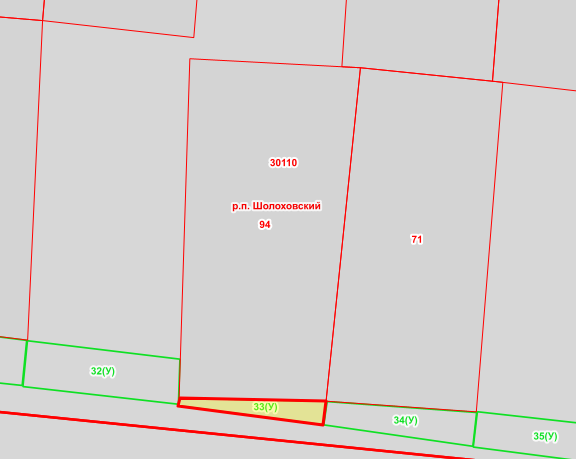 30110
р.п. Шолоховский
94
71
32(У)
33(У)
34(У)
35(У)